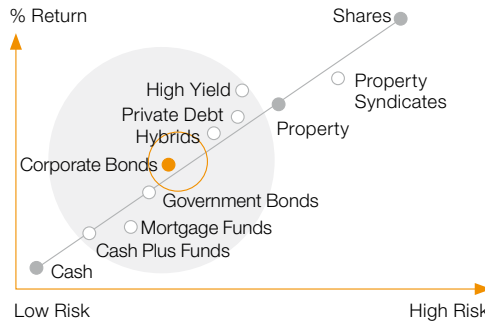 % Return
Shares
High Yield
Property
Syndicates
Private Debt
Hybrids
Property
Corporate Bonds
Government Bonds
Mortgage Funds
Cash Plus Funds
Cash
Low Risk
High Risk